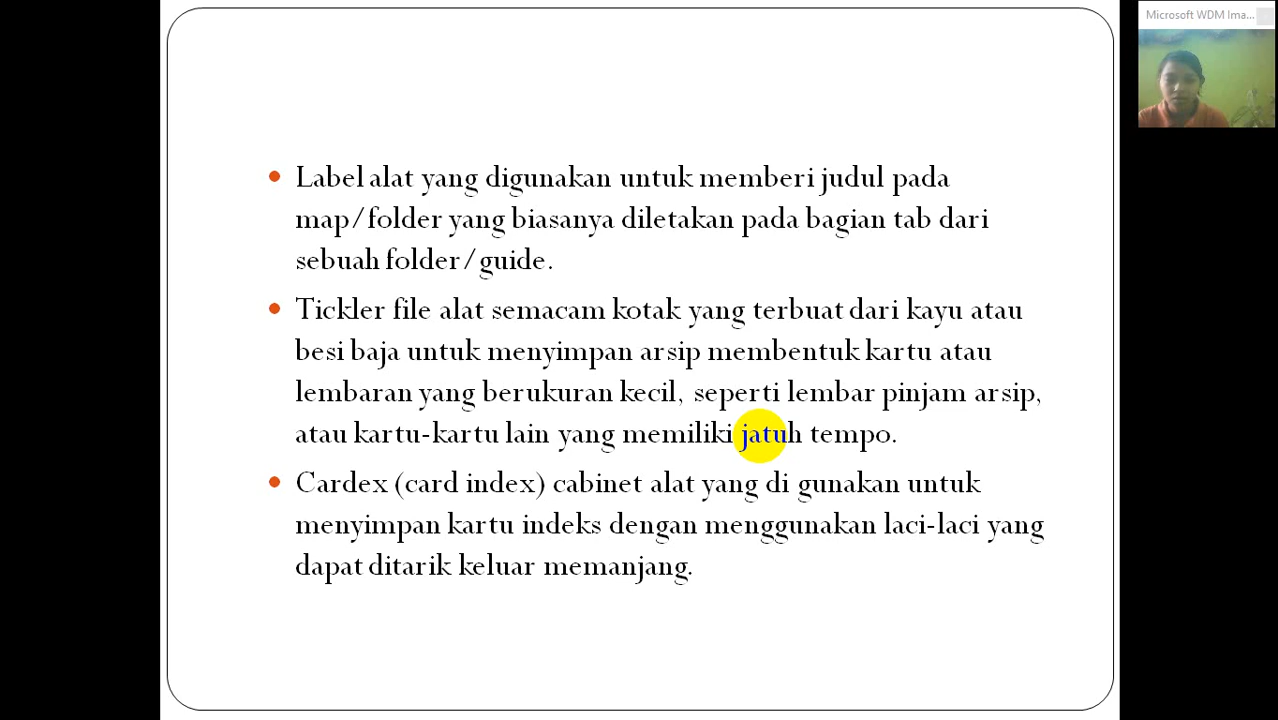 Microsoft WDM Ima...
Label alat yang digunakan untuk memberi judul pada
map/folder yang biasanya diletakan pada bagian tab dari
sebuah folder/guide.
Tickler file alat semacam kotak yang terbuat dari kayu atau
besi baja untuk menyimpan arsip membentuk kartu atau
lembaran yang berukuran kecil, seperti lembar pinjam arsip,
atau kartu-kartu lain yang memiliki jatuh tempo.
Cardex (card index) cabinet alat yang di gunakan untuk
menyimpan kartu indeks dengan menggunakan laci-laci yang
dapat ditarik keluar memanjang.